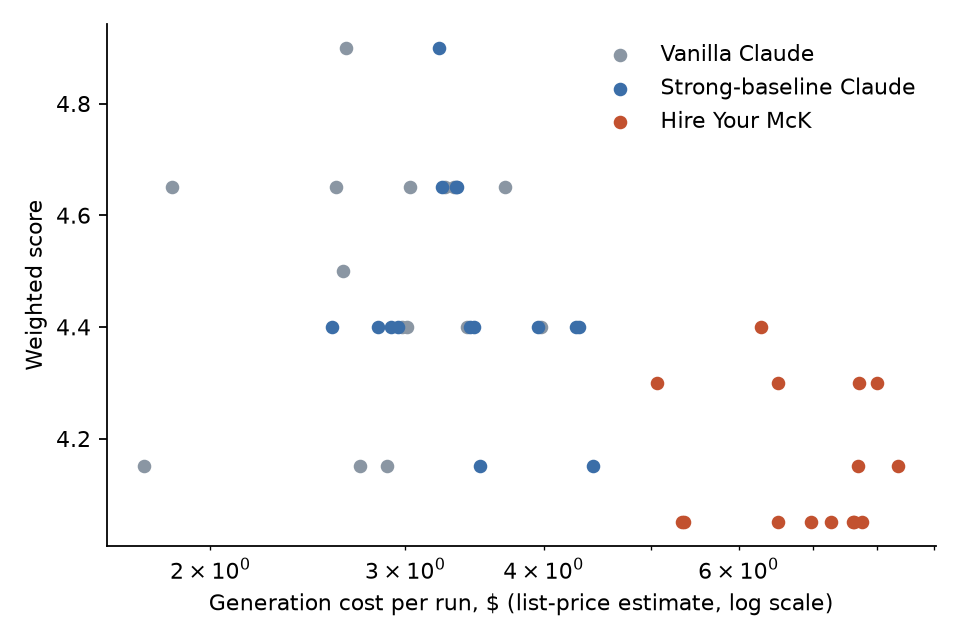 Vanilla Claude
Strong-baseline Claude
Hire Your McK
4.8
4.6
4.4
4.2
Weighted score
2 × 10⁰
3 × 10⁰
4 × 10⁰
6 × 10⁰
Generation cost per run, $ (list-price estimate, log scale)